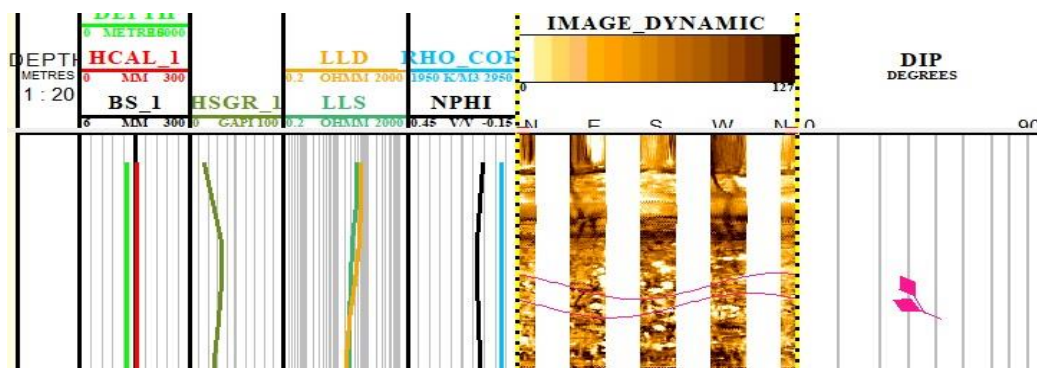 DEPTH
0 METRES 5000
DEPTH
METRES
1 : 20
HCAL_1
0 MM 300
BS_1
6 MM 300
HSGR_1
0 GAPI 100
LLD
0.2 OHMM 2000
LLS
0.2 OHMM 2000
RHO_COR
1950 K/M3 2950
NPHI
0.45 V/V -0.15
IMAGE_DYNAMIC
0 127
N E S W N
DIP
DEGREES
0 90